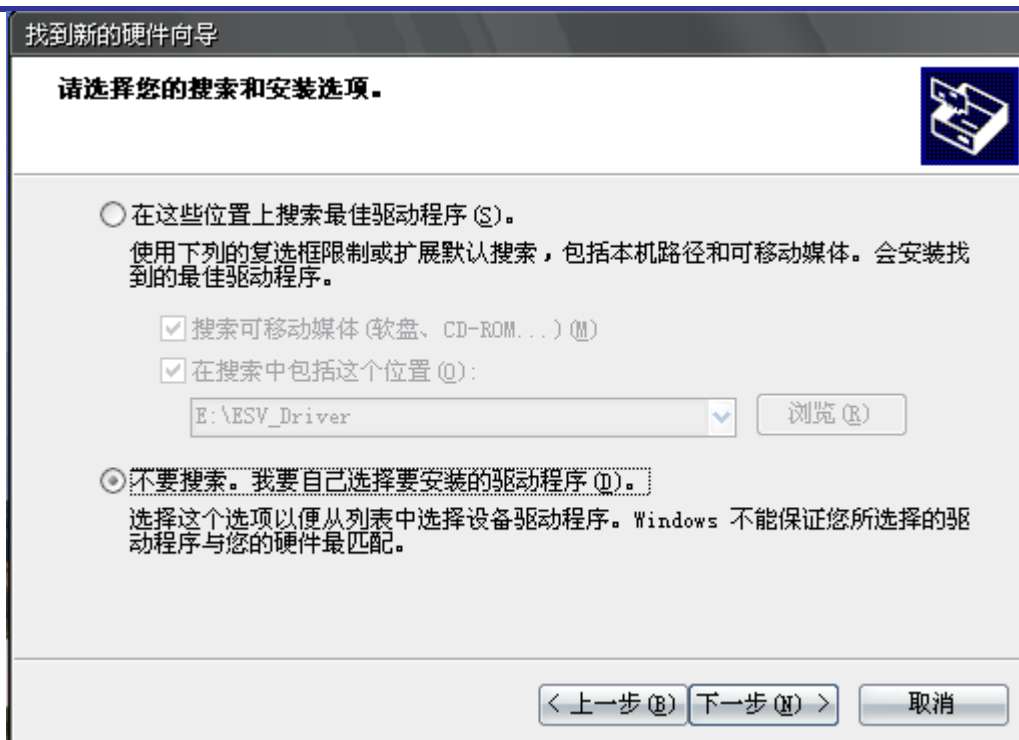 找到新的硬件向导
请选择您的搜索和安装选项。
在这些位置上搜索最佳驱动程序(S)。
使用下列的复选框限制或扩展默认搜索，包括本机路径和可移动媒体。会安装找
到的最佳驱动程序。
搜索可移动媒体(软盘、CD-ROM...)(M)
在搜索中包括这个位置(O):
E:\ESV_Driver
浏览(R)
不要搜索。我要自己选择要安装的驱动程序(D)。
选择这个选项以便从列表中选择设备驱动程序。Windows 不能保证您所选择的驱
动程序与您的硬件最匹配。
< 上一步(B) 下一步(N) > 取消